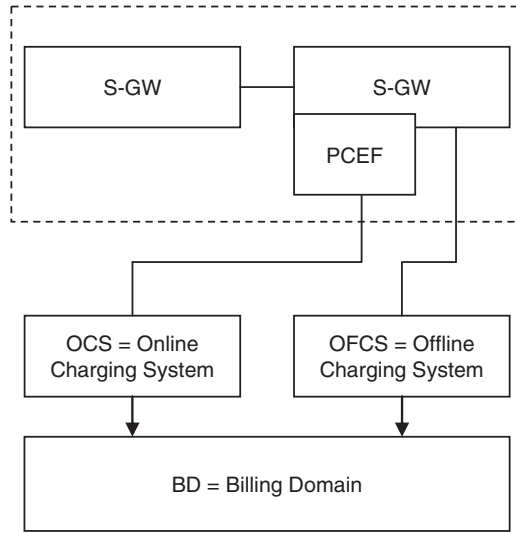 S-GW
S-GW
PCEF
OCS = Online
Charging System
OFCS = Offline
Charging System
BD = Billing Domain